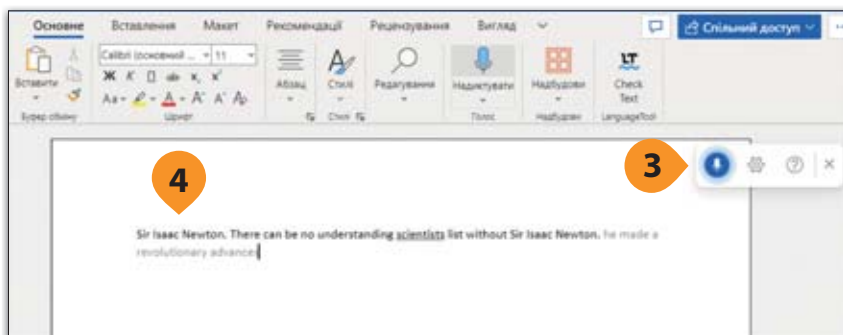 Основне Вставлення Макет Рекомендації Рецензування Вигляд Спільний доступ
Calibri (основний ... 11
Ж К
Вставити Абзац Стилі Редагування Надиктувати Надбудови Check Text
Буфер обміну Шрифт Стилі Голос Надбудови LanguageTool
3
4
Sir Isaac Newton. There can be no understanding scientists list without Sir Isaac Newton. he made a
revolutionary advances